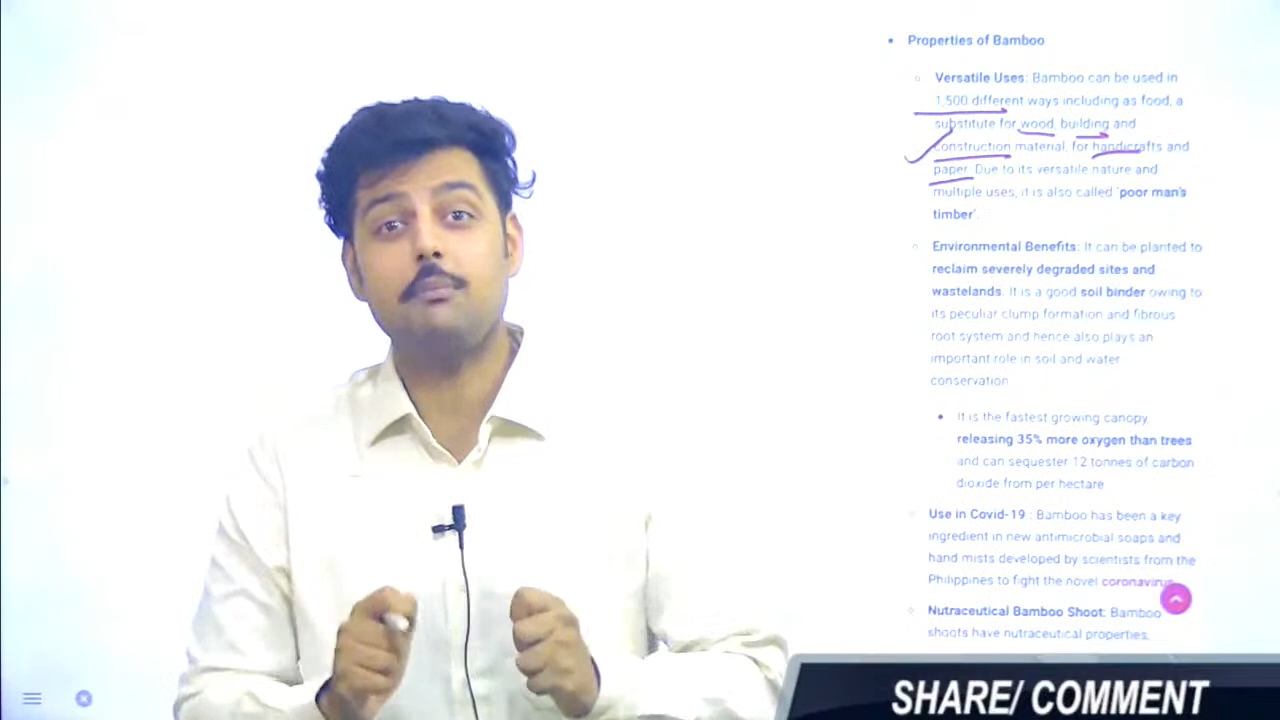 Properties of Bamboo
Versatile Uses: Bamboo can be used in
1,500 different ways including as food, a
substitute for wood, building and
construction material, for handicrafts and
paper. Due to its versatile nature and
multiple uses, it is also called 'poor man's
timber'.
Environmental Benefits: It can be planted to
reclaim severely degraded sites and
wastelands. It is a good soil binder owing to
its peculiar clump formation and fibrous
root system and hence also plays an
important role in soil and water
conservation
It is the fastest growing canopy,
releasing 35% more oxygen than trees
and can sequester 12 tonnes of carbon
dioxide from per hectare
Use in Covid-19 : Bamboo has been a key
ingredient in new antimicrobial soaps and
hand mists developed by scientists from the
Philippines to fight the novel coronavirus
Nutraceutical Bamboo Shoot: Bamboo
shoots have nutraceutical properties,
SHARE/ COMMENT